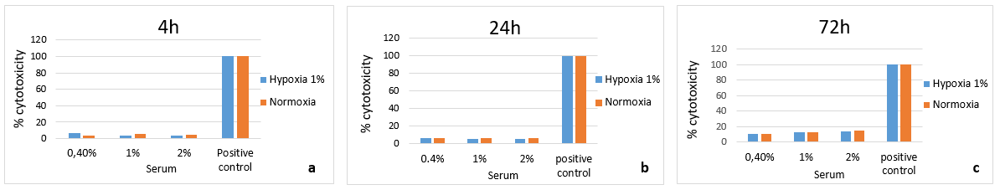 4h
% cytotoxicity
120
100
80
60
40
20
0
0,40%
1%
2%
Positive
control
Serum
Hypoxia 1%
Normoxia
a
24h
% cytotoxicity
120
100
80
60
40
20
0
0.4%
1%
2%
positive
control
Serum
Hypoxia 1%
Normoxia
b
72h
% cytotoxicity
120
100
80
60
40
20
0
0,40%
1%
2%
positive
control
Serum
Hypoxia 1%
Normoxia
c